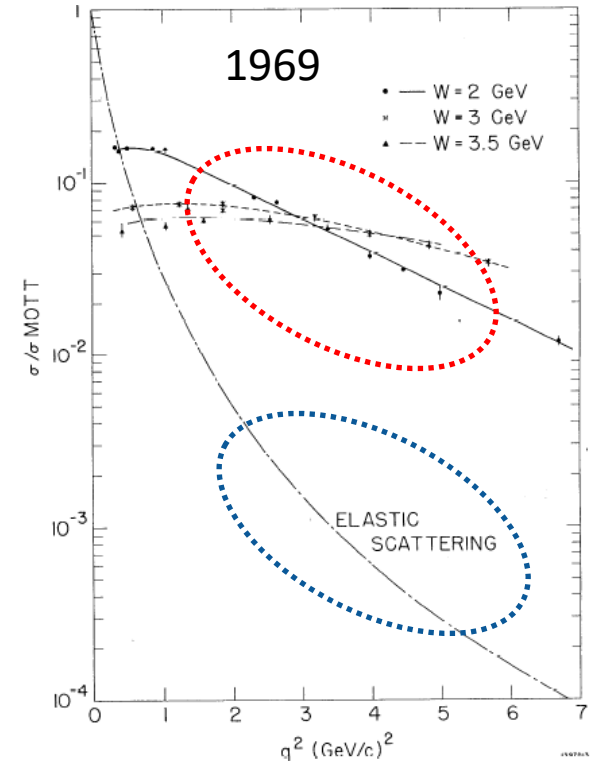 1969
1
10⁻¹
10⁻²
10⁻³
10⁻⁴
σ/σ MOTT
• — W = 2 GeV
× W = 3 GeV
▲ –– W = 3.5 GeV
ELASTIC
SCATTERING
0 1 2 3 4 5 6 7
q² (GeV/c)²